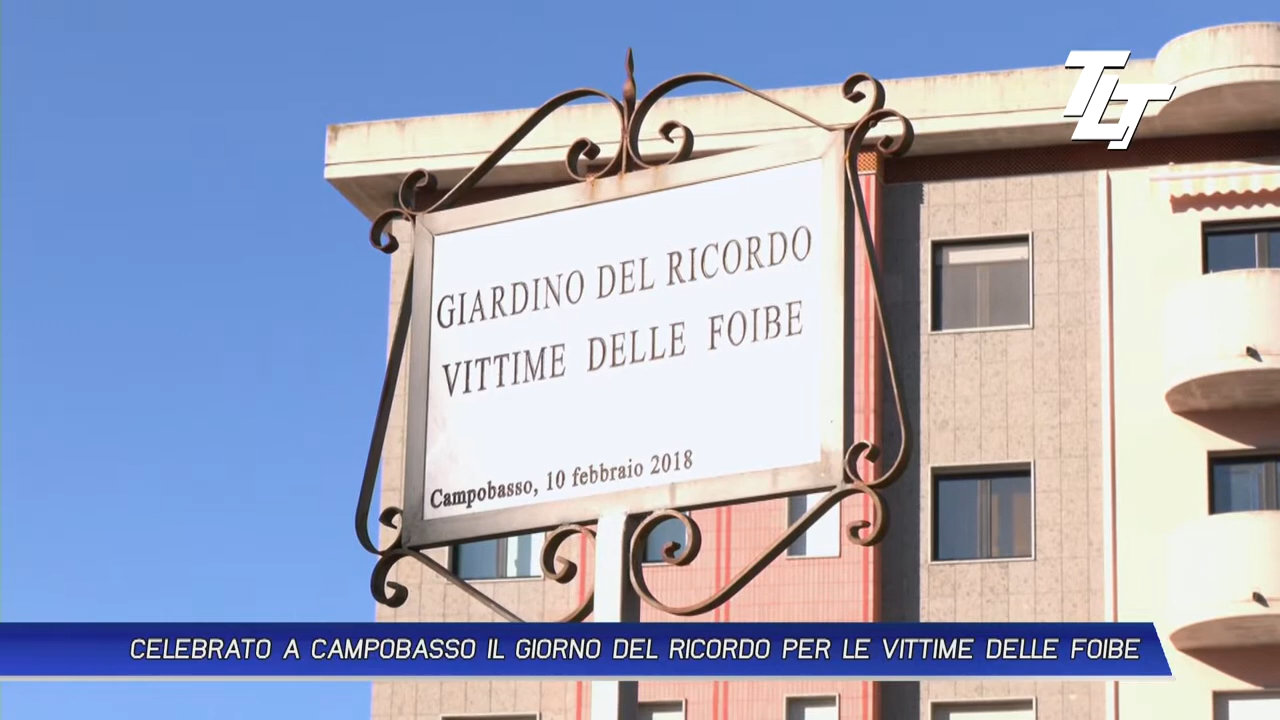 TLT
GIARDINO DEL RICORDO
VITTIME DELLE FOIBE
Campobasso, 10 febbraio 2018
CELEBRATO A CAMPOBASSO IL GIORNO DEL RICORDO PER LE VITTIME DELLE FOIBE